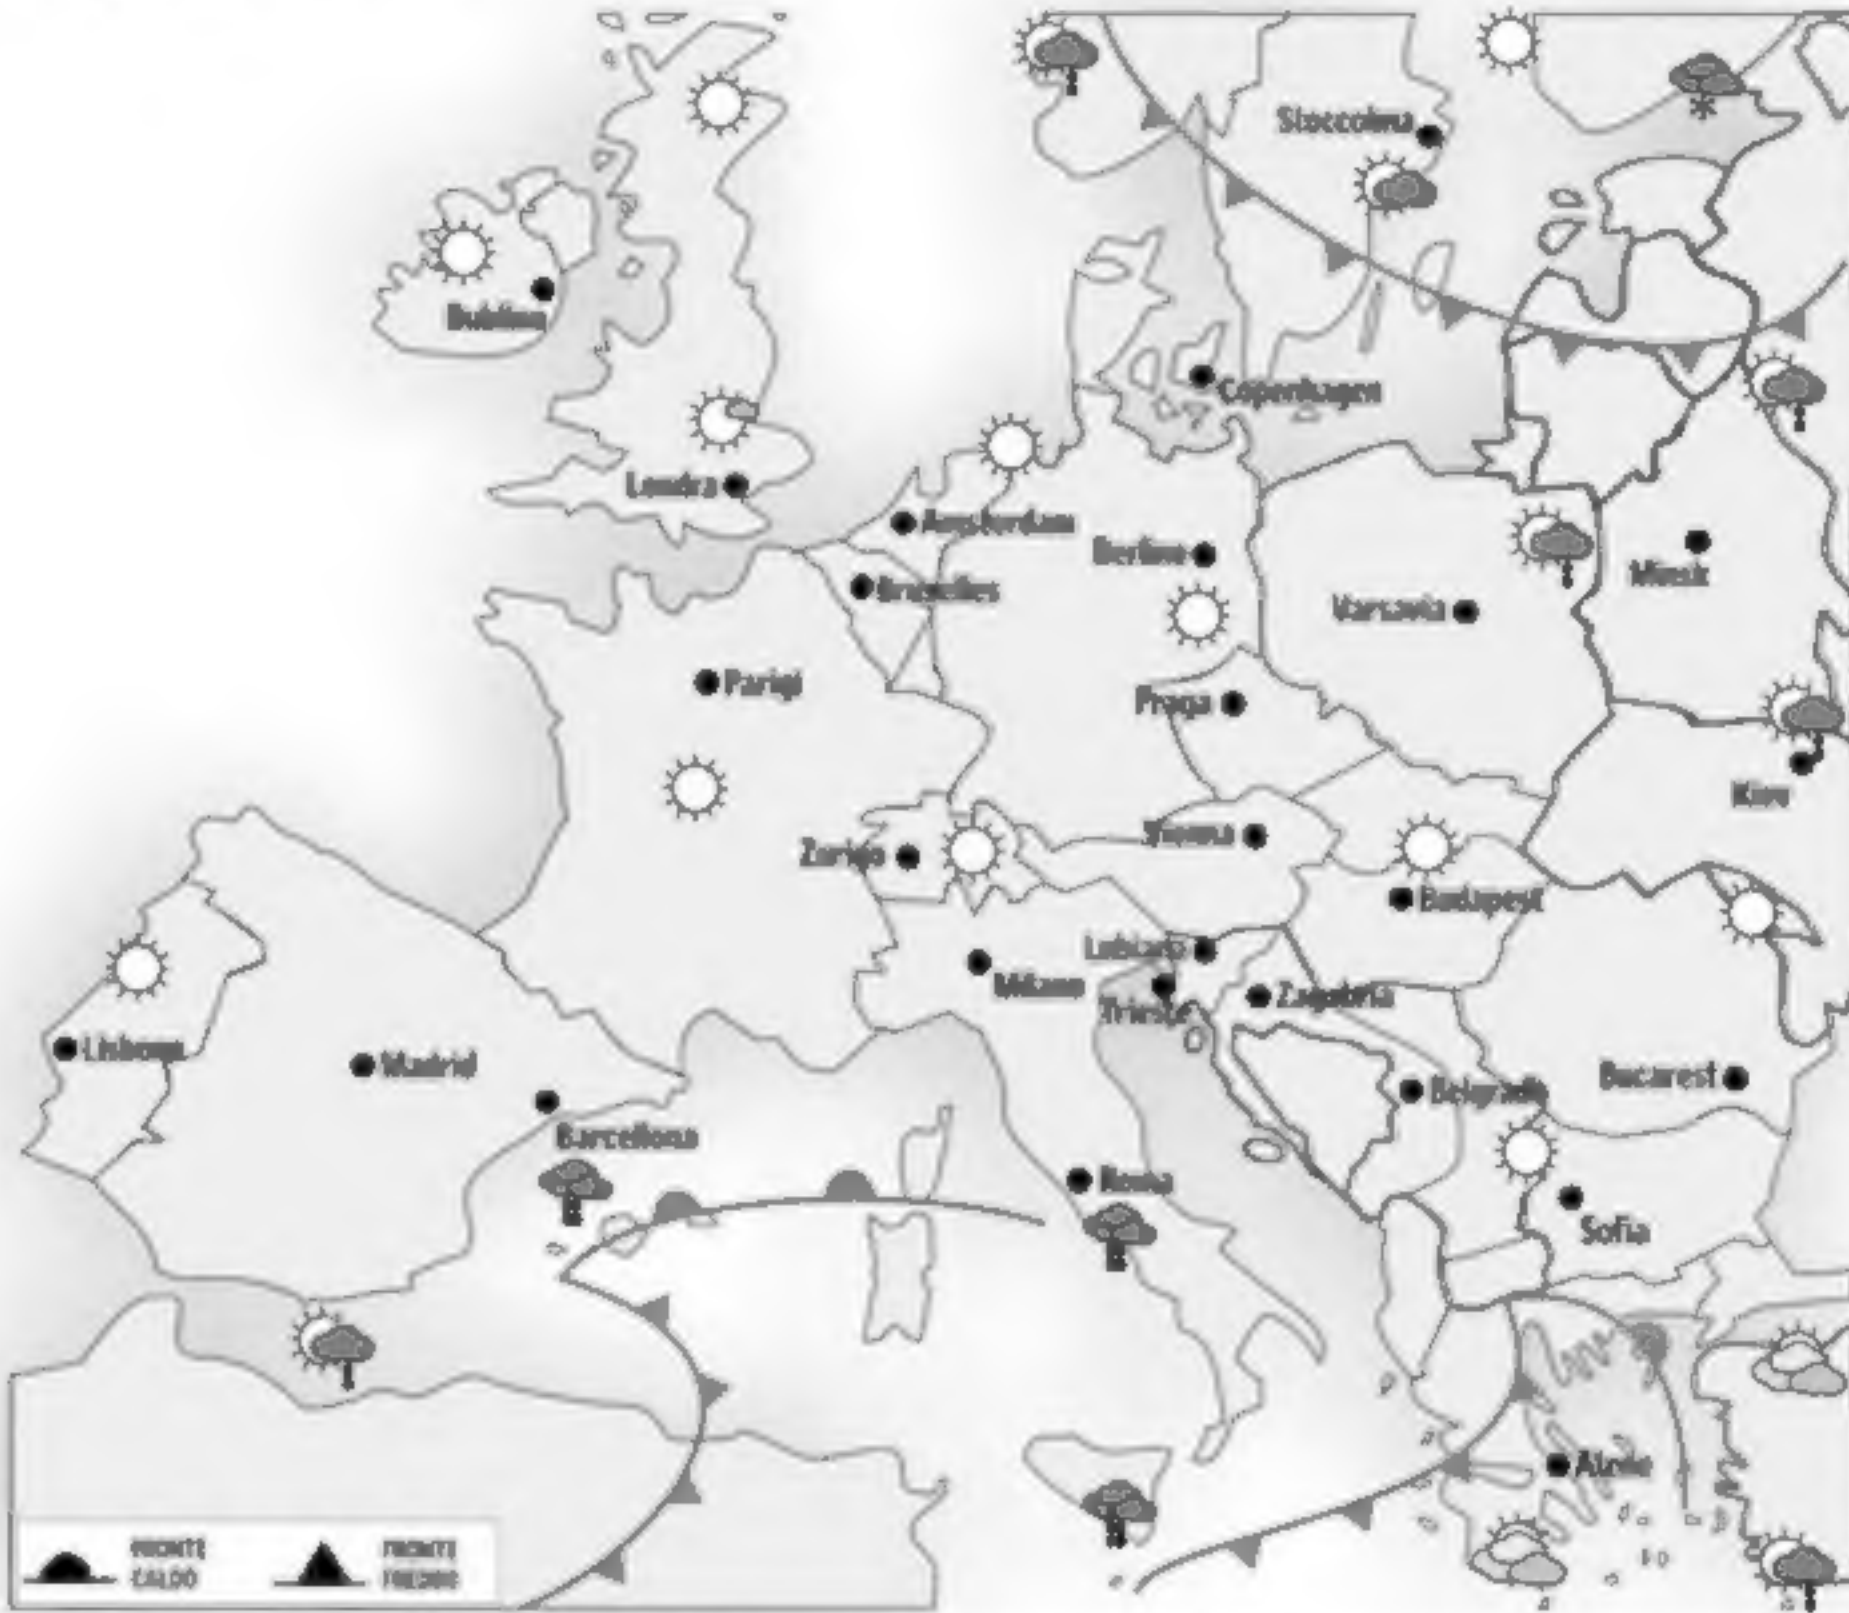 Stoccolma
Dublino
Copenhagen
Londra
Amsterdam
Berlino
Bruxelles
Minsk
Varsavia
Parigi
Praga
Kiev
Vienna
Zurigo
Budapest
Lubiana
Milano
Trieste
Zagabria
Lisbona
Madrid
Belgrado
Bucarest
Barcellona
Roma
Sofia
Atene
FRONTE
CALDO
FRONTE
FREDDO